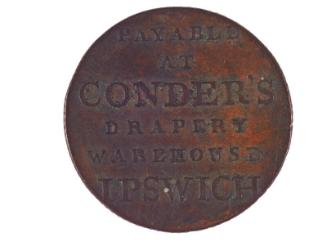 PAYABLE
AT
CONDER'S
DRAPERY
WAREHOUSE
IPSWICH